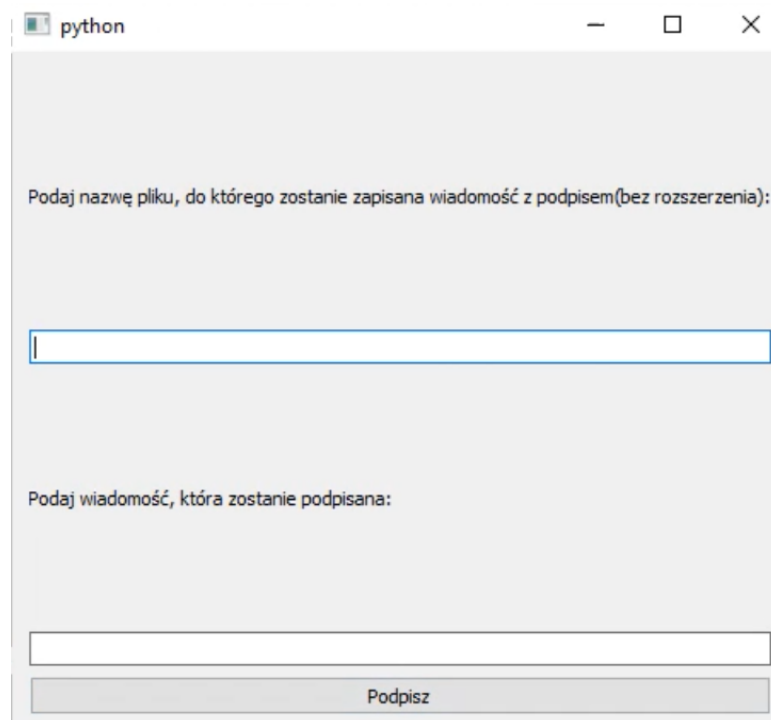 python
Podaj nazwę pliku, do którego zostanie zapisana wiadomość z podpisem(bez rozszerzenia):
Podaj wiadomość, która zostanie podpisana:
Podpisz